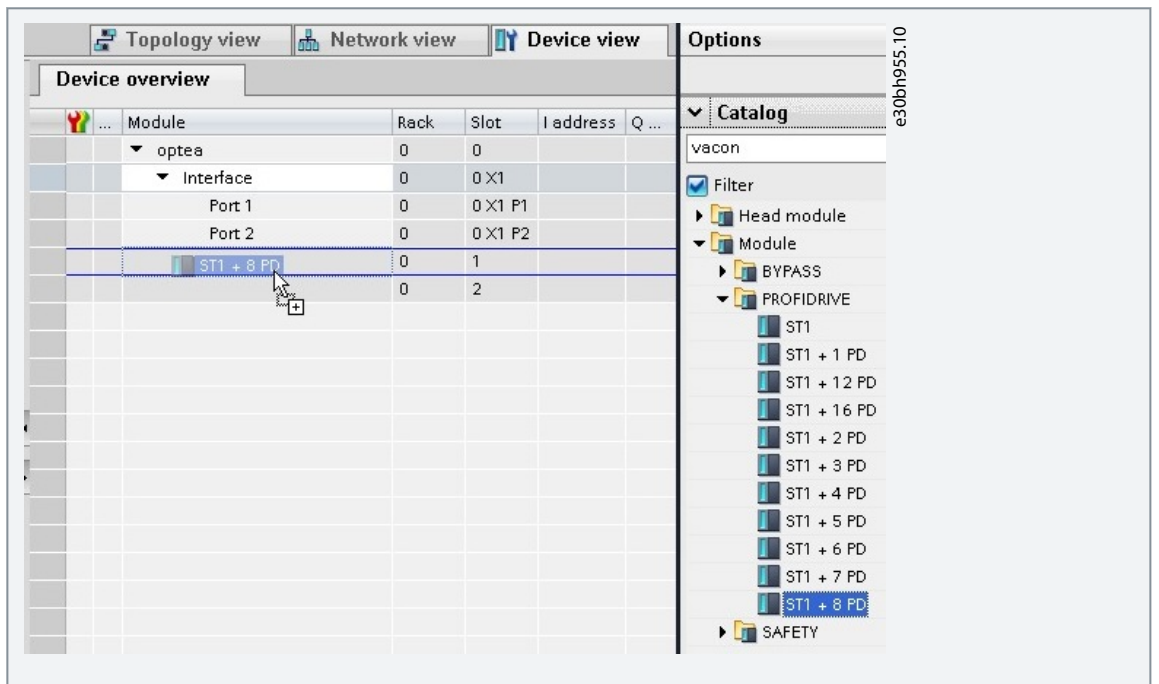 Topology view Network view Device view
Device overview
... Module Rack Slot I address Q ...
optea 0 0
Interface 0 0 X1
Port 1 0 0 X1 P1
Port 2 0 0 X1 P2
ST1 + 8 PD 0 1
0 2
Options
Catalog
vacon
Filter
Head module
Module
BYPASS
PROFIDRIVE
ST1
ST1 + 1 PD
ST1 + 12 PD
ST1 + 16 PD
ST1 + 2 PD
ST1 + 3 PD
ST1 + 4 PD
ST1 + 5 PD
ST1 + 6 PD
ST1 + 7 PD
ST1 + 8 PD
SAFETY
e30bh955.10